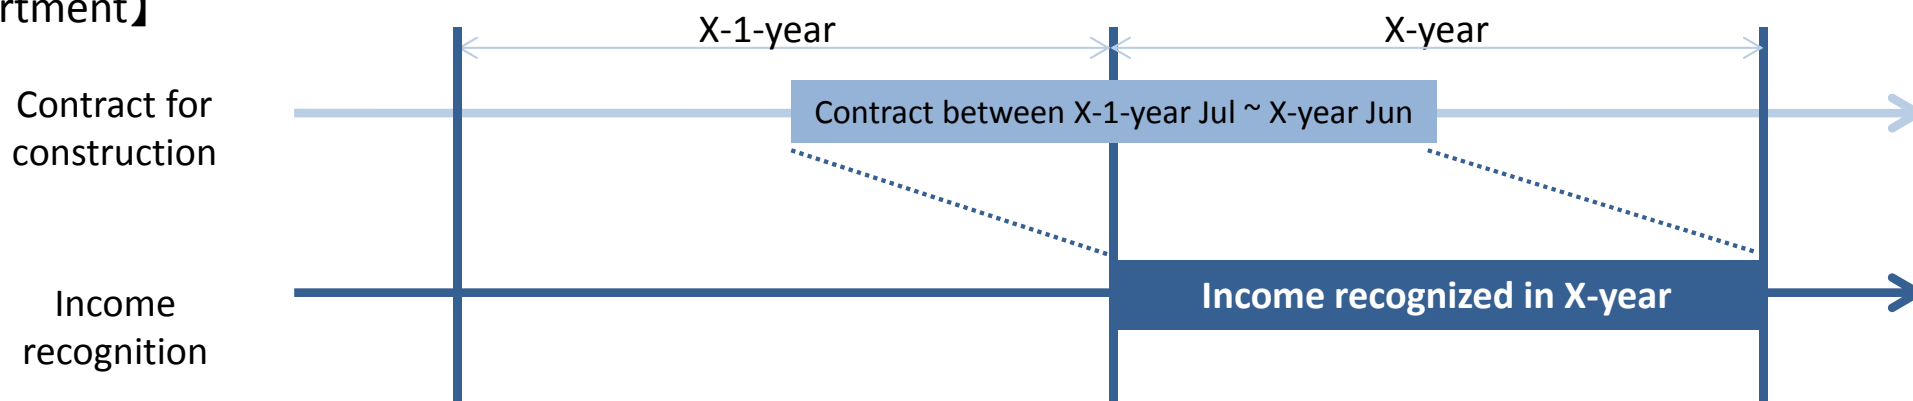 rtment】
X-1-year
X-year
Contract for
construction
Contract between X-1-year Jul ~ X-year Jun
Income
recognition
Income recognized in X-year